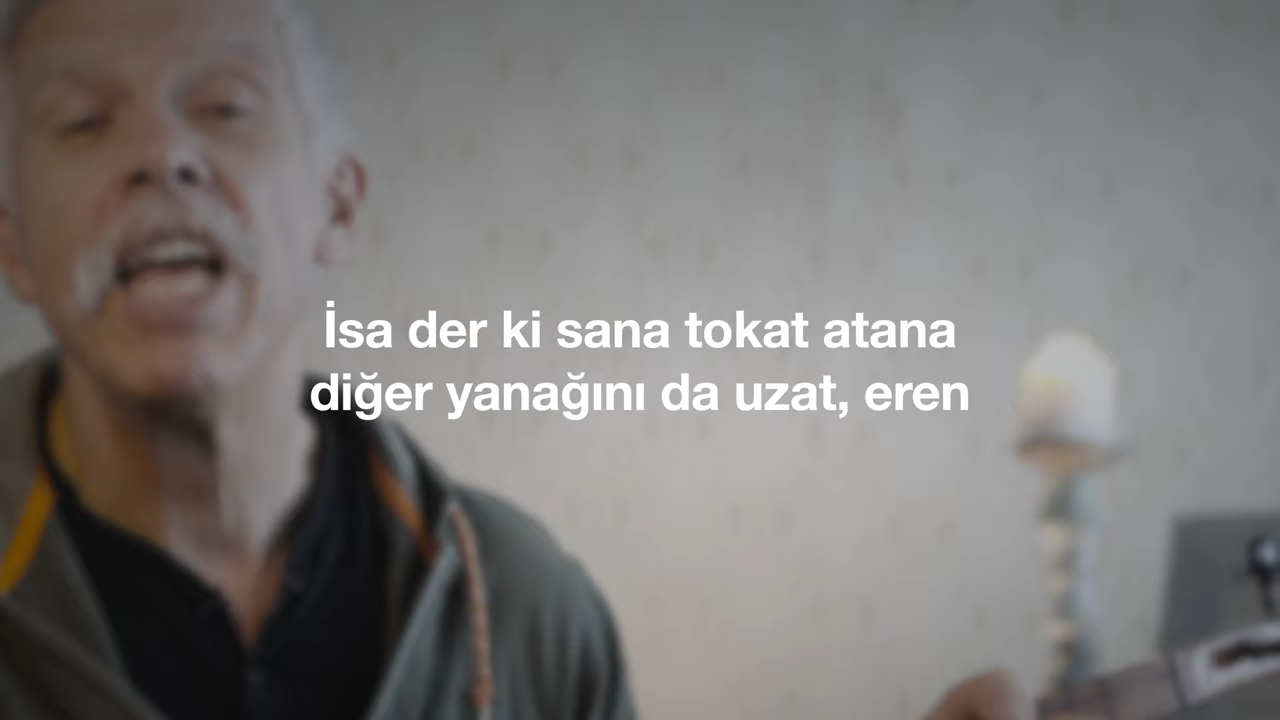 İsa der ki sana tokat atana
diğer yanağını da uzat, eren